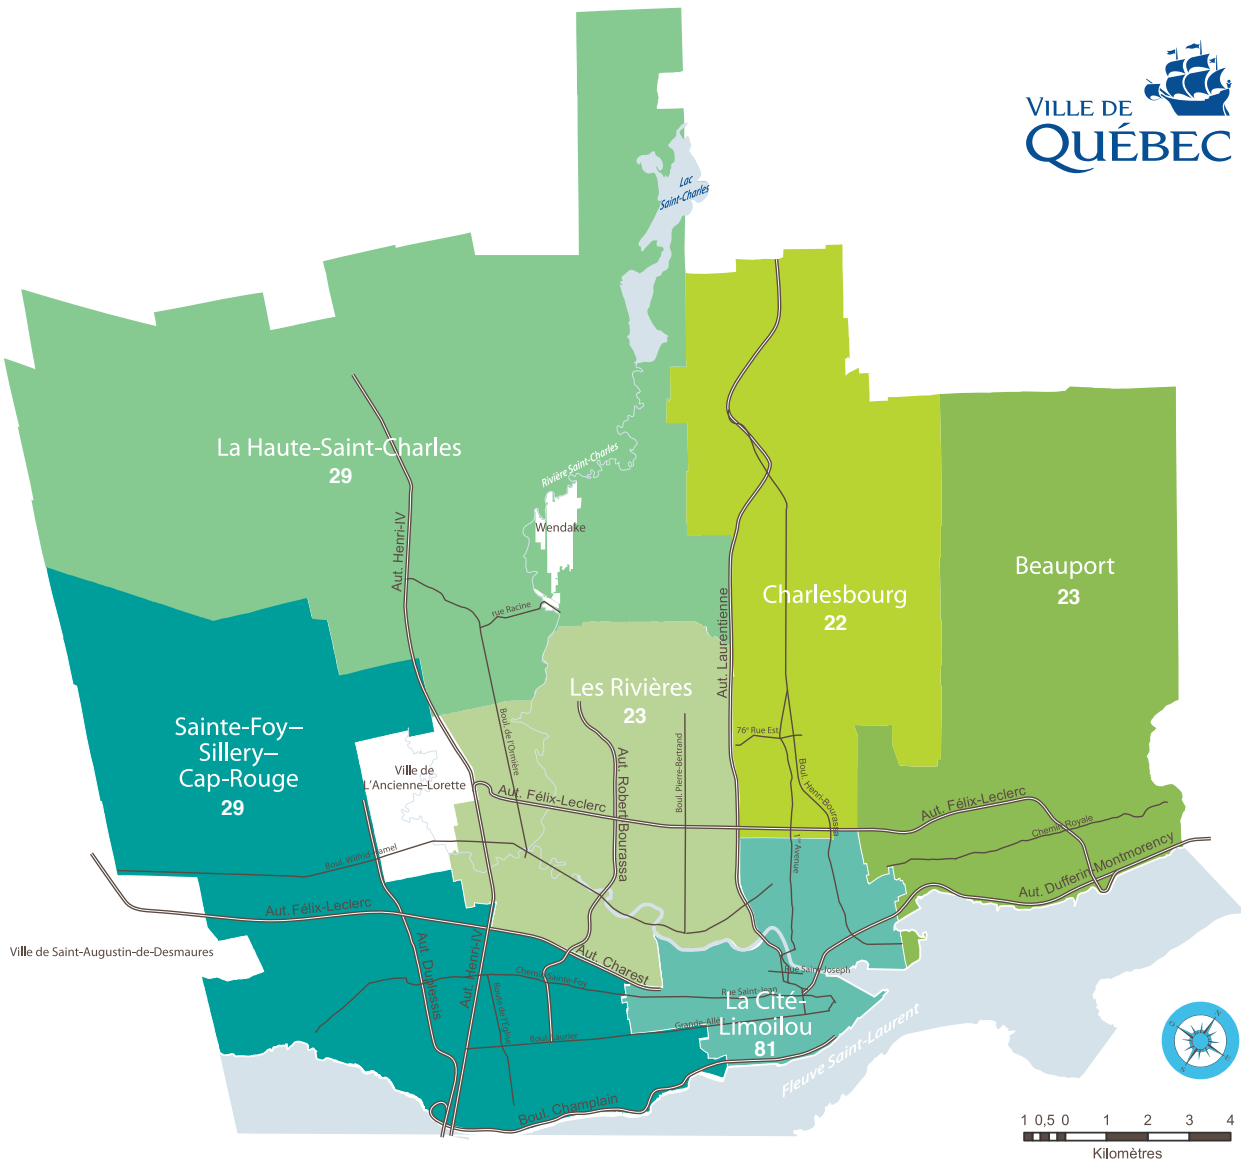 VILLE DE
QUÉBEC
Lac
Saint-Charles
La Haute-Saint-Charles
29
Rivière Saint-Charles
Wendake
Aut. Henri-IV
rue Racine
Beauport
23
Charlesbourg
22
Aut. Laurentienne
Les Rivières
23
Sainte-Foy–
Sillery–
Cap-Rouge
29
Boul. de l'Ormière
76e Rue Est
Boul. Pierre-Bertrand
Aut. Robert-Bourassa
Boul. Henri-Bourassa
Ville de
L'Ancienne-Lorette
Aut. Félix-Leclerc
Aut. Félix-Leclerc
Chemin Royale
1re Avenue
Boul. Wilfrid-Hamel
Aut. Dufferin-Montmorency
Aut. Félix-Leclerc
Ville de Saint-Augustin-de-Desmaures
Aut. Duplessis
Aut. Henri-IV
Aut. Charest
Chemin Sainte-Foy
Rue Saint-Joseph
Route de l'Église
Rue Saint-Jean
La Cité-
Limoilou
81
Grande-Allée
Boul. Laurier
Fleuve Saint-Laurent
Boul. Champlain
N
O
E
S
1 0,5 0 1 2 3 4
Kilomètres